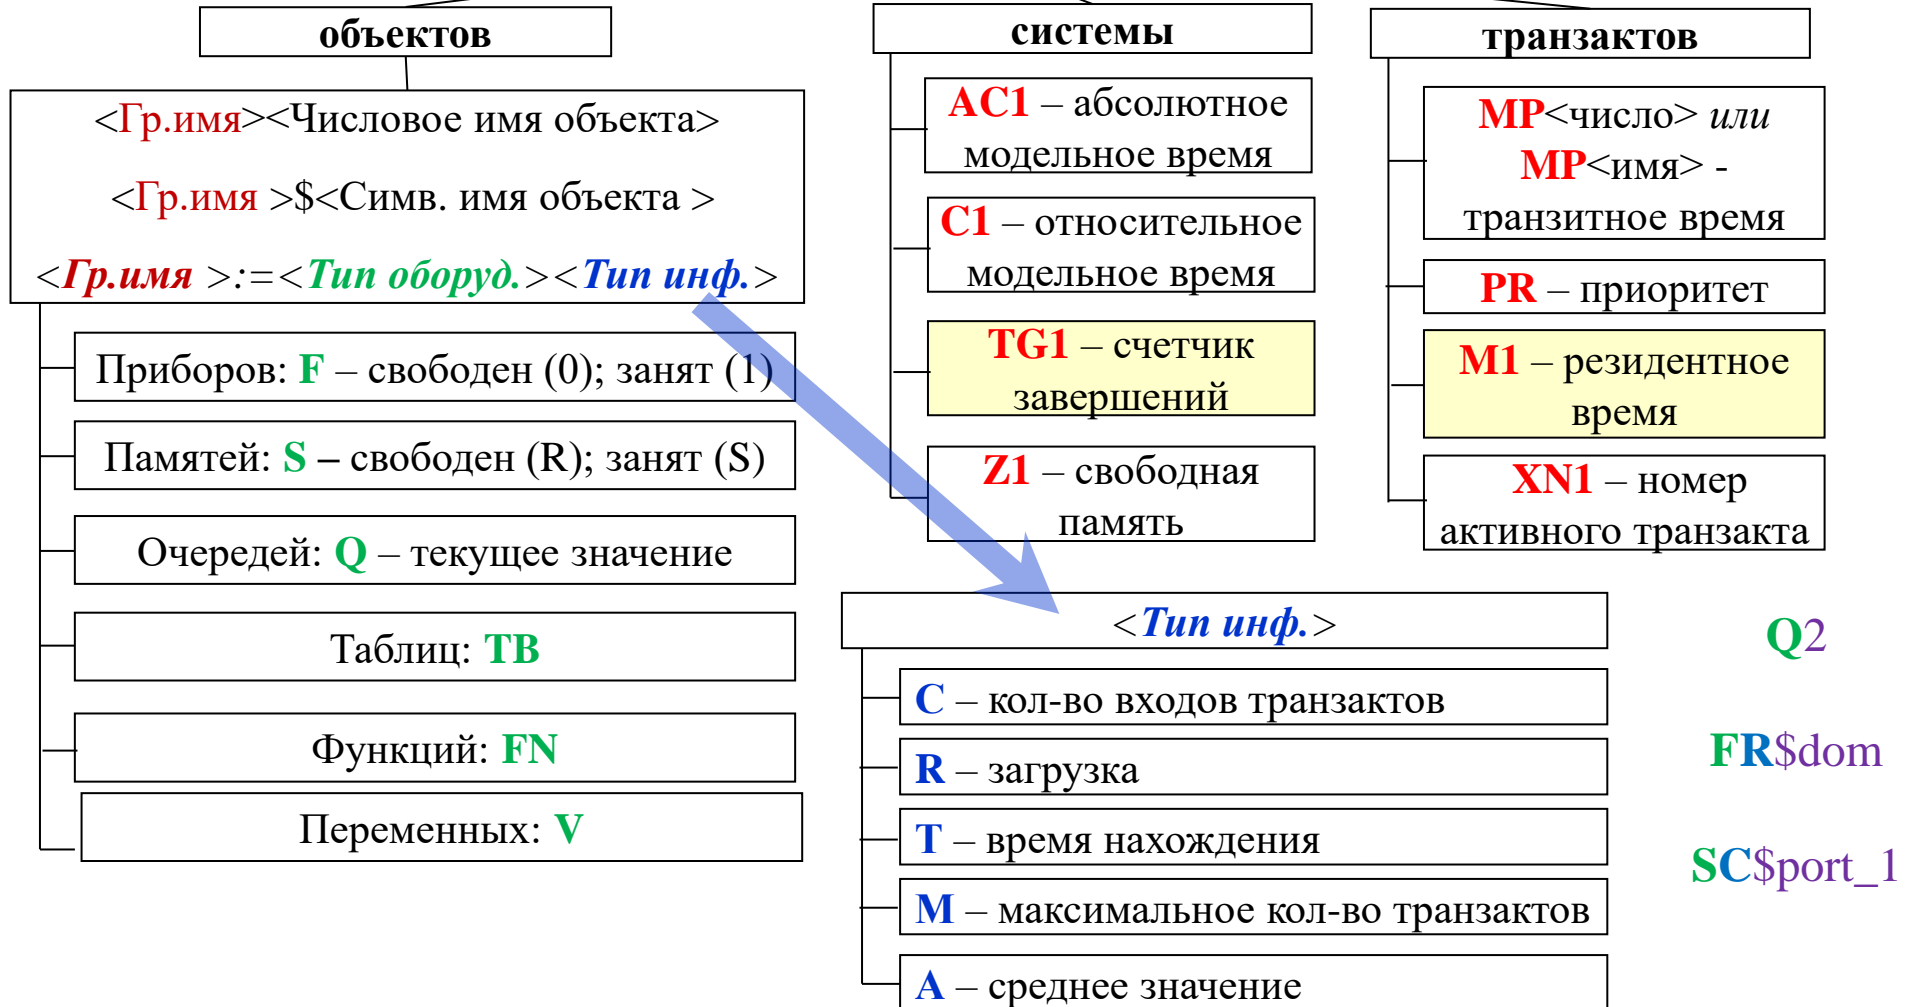 объектов
<Гр.имя><Числовое имя объекта>
<Гр.имя >$<Симв. имя объекта >
<Гр.имя >:=<Тип оборуд.><Тип инф.>
Приборов: F – свободен (0); занят (1)
Памятей: S – свободен (R); занят (S)
Очередей: Q – текущее значение
Таблиц: TB
Функций: FN
Переменных: V
системы
AC1 – абсолютное
модельное время
C1 – относительное
модельное время
TG1 – счетчик
завершений
Z1 – свободная
память
транзактов
MP<число> или
MP<имя> -
транзитное время
PR – приоритет
M1 – резидентное
время
XN1 – номер
активного транзакта
<Тип инф.>
C – кол-во входов транзактов
R – загрузка
T – время нахождения
M – максимальное кол-во транзактов
A – среднее значение
Q2
FR$dom
SC$port_1